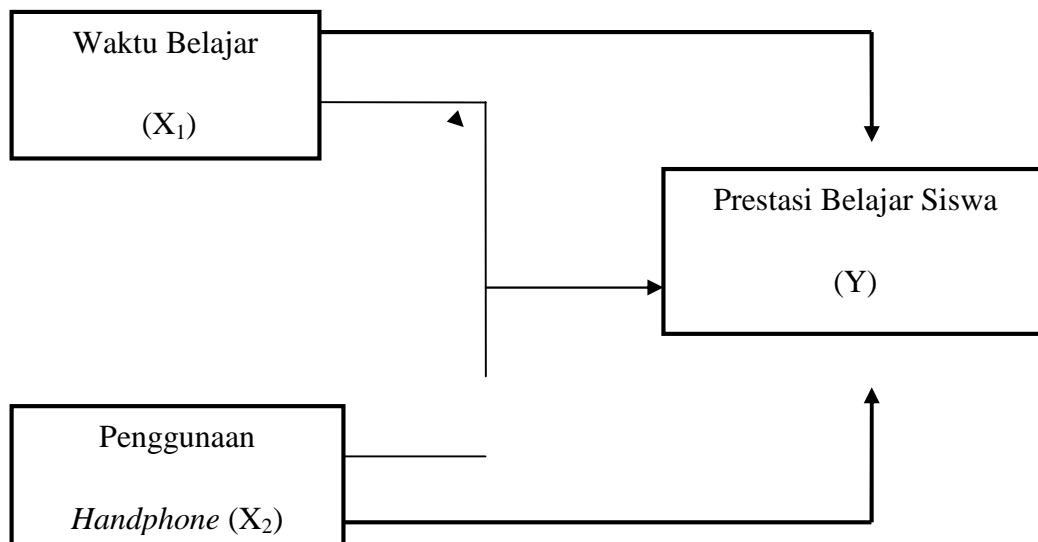 Waktu Belajar
(X₁)
Prestasi Belajar Siswa
(Y)
Penggunaan
Handphone (X₂)